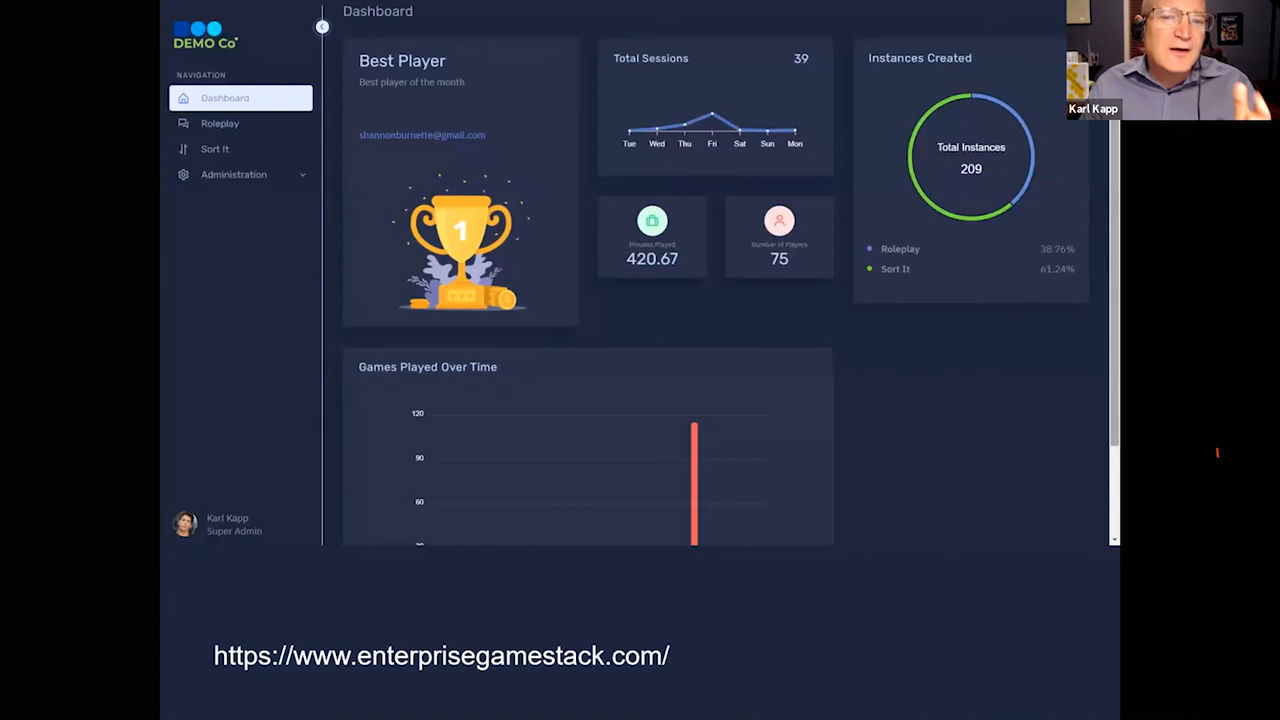 Dashboard
DEMO Co
NAVIGATION
Dashboard
Roleplay
Sort It
Administration
Karl Kapp
Super Admin
Best Player
Best player of the month
shannonburnette@gmail.com
1
Total Sessions 39
Tue Wed Thu Fri Sat Sun Mon
Minutes Played
420.67
Number of Players
75
Instances Created
Total Instances
209
Roleplay 38.76%
Sort It 61.24%
Karl Kapp
Games Played Over Time
120
90
60
https://www.enterprisegamestack.com/